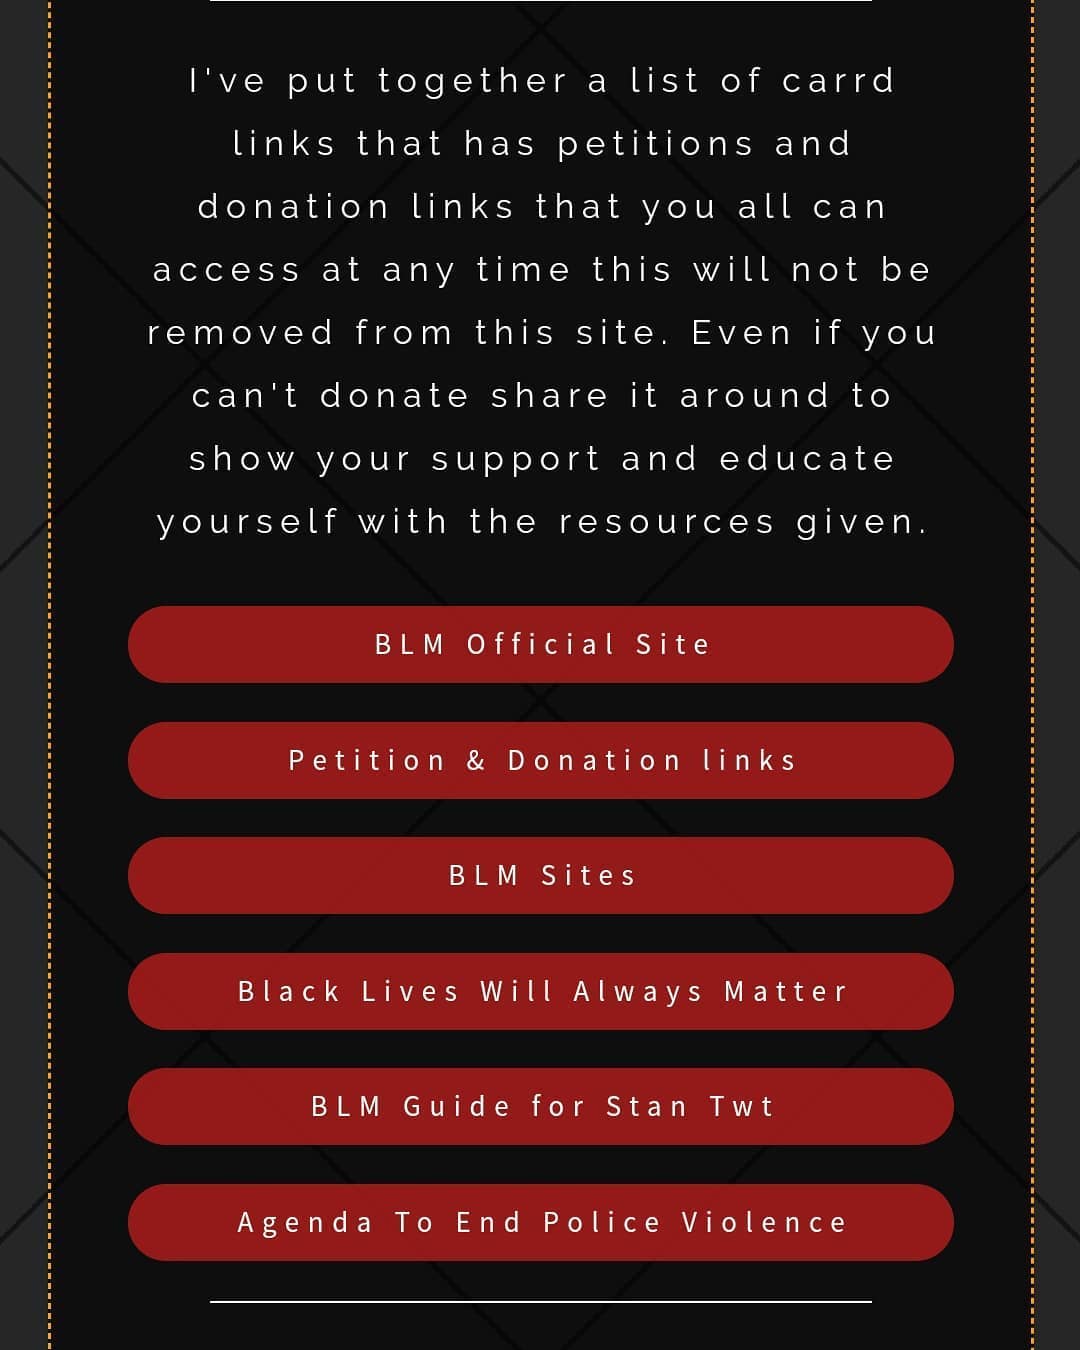 I've put together a list of carrd
links that has petitions and
donation links that you all can
access at any time this will not be
removed from this site. Even if you
can't donate share it around to
show your support and educate
yourself with the resources given.
BLM Official Site
Petition & Donation links
BLM Sites
Black Lives Will Always Matter
BLM Guide for Stan Twt
Agenda To End Police Violence